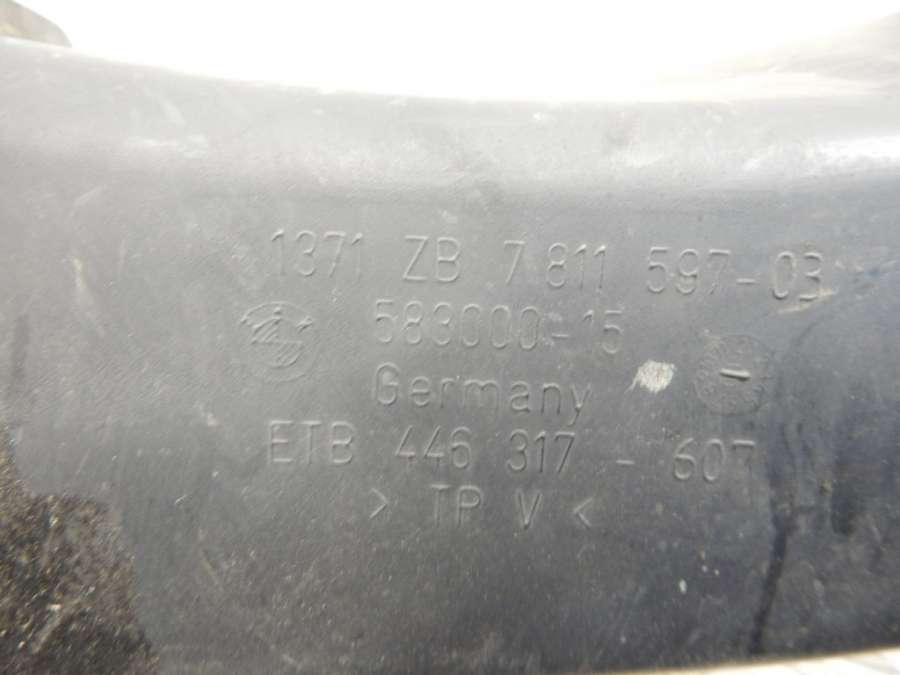 1371 ZB 7 811 597-03
583000-15
Germany
ETB 446 317 - 607
> TP V <